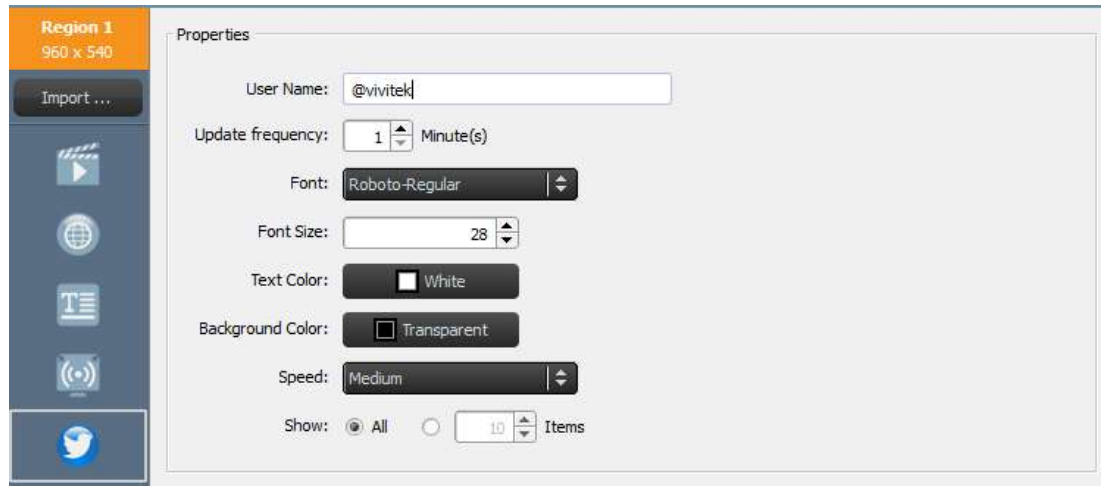 Region 1
960 x 540
Import ...
Properties
User Name: @vivitek
Update frequency: 1 Minute(s)
Font: Roboto-Regular
Font Size: 28
Text Color: White
Background Color: Transparent
Speed: Medium
Show: All 10 Items
T